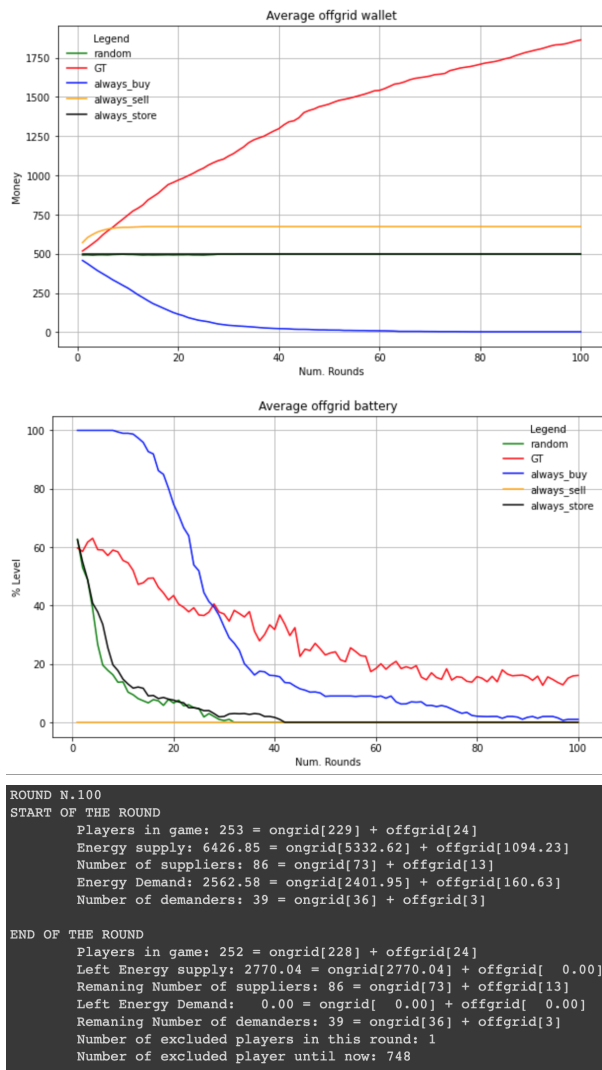 Average offgrid wallet
Legend
random
GT
always_buy
always_sell
always_store
1750
1500
1250
1000
750
500
250
0
Money
0 20 40 60 80 100
Num. Rounds
Average offgrid battery
Legend
random
GT
always_buy
always_sell
always_store
100
80
60
40
20
0
% Level
0 20 40 60 80 100
Num. Rounds
ROUND N.100
START OF THE ROUND
Players in game: 253 = ongrid[229] + offgrid[24]
Energy supply: 6426.85 = ongrid[5332.62] + offgrid[1094.23]
Number of suppliers: 86 = ongrid[73] + offgrid[13]
Energy Demand: 2562.58 = ongrid[2401.95] + offgrid[160.63]
Number of demanders: 39 = ongrid[36] + offgrid[3]
END OF THE ROUND
Players in game: 252 = ongrid[228] + offgrid[24]
Left Energy supply: 2770.04 = ongrid[2770.04] + offgrid[  0.00]
Remaning Number of suppliers: 86 = ongrid[73] + offgrid[13]
Left Energy Demand:   0.00 = ongrid[  0.00] + offgrid[  0.00]
Remaning Number of demanders: 39 = ongrid[36] + offgrid[3]
Number of excluded players in this round: 1
Number of excluded player until now: 748